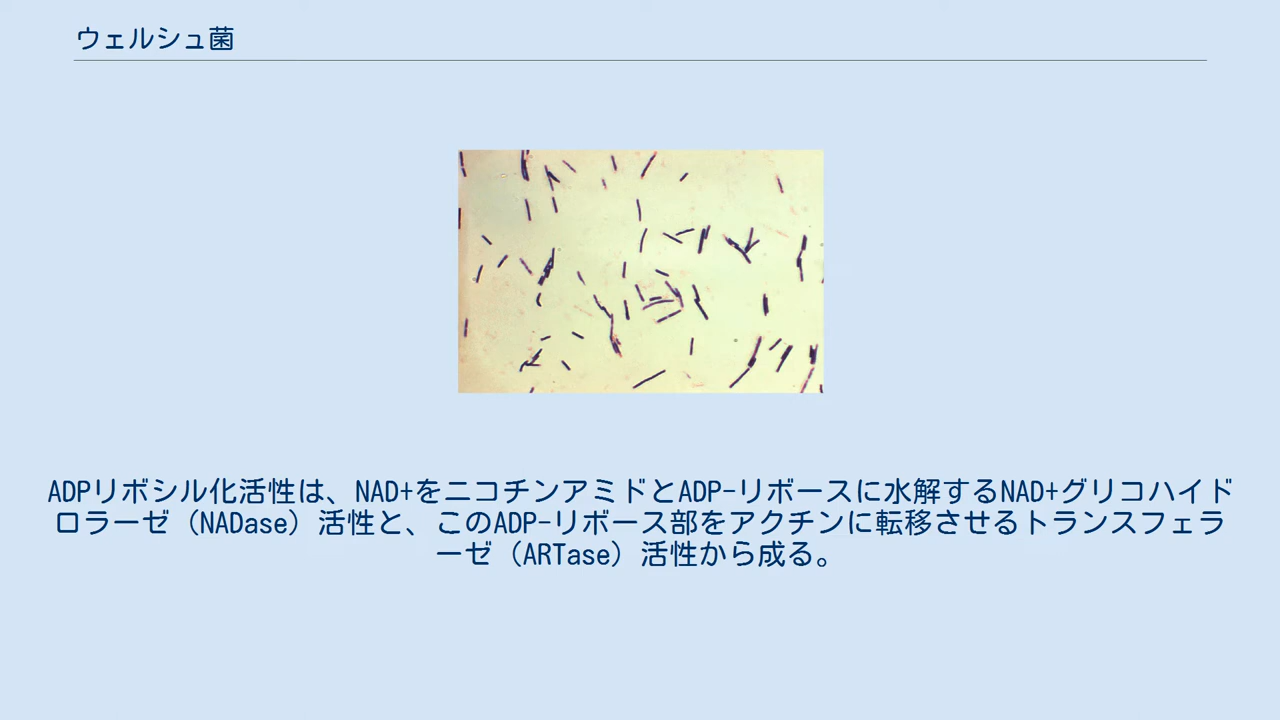 ウェルシュ菌
ADPリボシル化活性は、NAD+をニコチンアミドとADP-リボースに水解するNAD+グリコハイド
ロラーゼ（NADase）活性と、このADP-リボース部をアクチンに転移させるトランスフェラ
ーゼ（ARTase）活性から成る。